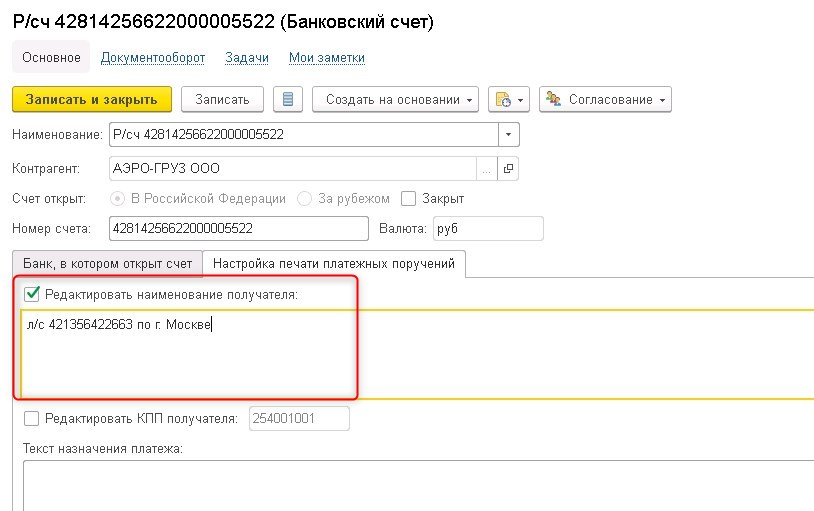 Р/сч 42814256622000005522 (Банковский счет)
Основное Документооборот Задачи Мои заметки
Записать и закрыть Записать Создать на основании Согласование
Наименование: Р/сч 42814256622000005522
Контрагент: АЭРО-ГРУЗ ООО ...
Счет открыт: В Российской Федерации За рубежом Закрыт
Номер счета: 42814256622000005522 Валюта: руб
Банк, в котором открыт счет Настройка печати платежных поручений
Редактировать наименование получателя:
л/с 421356422663 по г. Москве
Редактировать КПП получателя: 254001001
Текст назначения платежа: